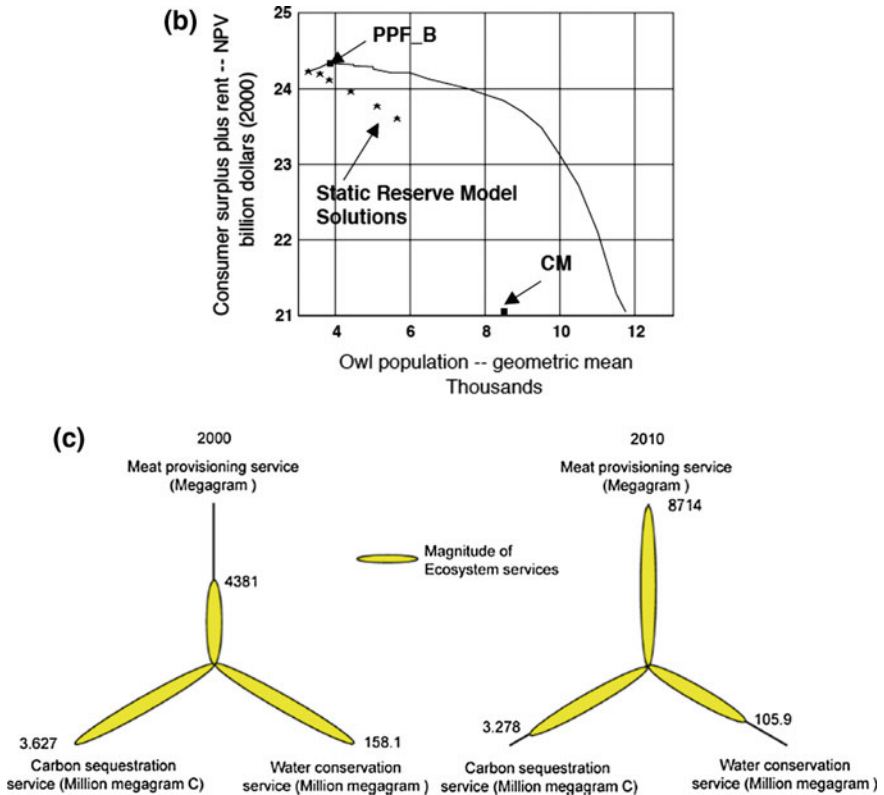 (b)
Consumer surplus plus rent -- NPV
billion dollars (2000)
25
24
23
22
21
PPF_B
Static Reserve Model
Solutions
CM
4 6 8 10 12
Owl population -- geometric mean
Thousands
(c)
2000
Meat provisioning service
(Megagram )
4381
3.627
158.1
Carbon sequestration
service (Million megagram C)
Water conservation
service (Million megagram )
Magnitude of
Ecosystem services
2010
Meat provisioning service
(Megagram )
8714
3.278
105.9
Carbon sequestration
service (Million megagram C)
Water conservation
service (Million megagram )